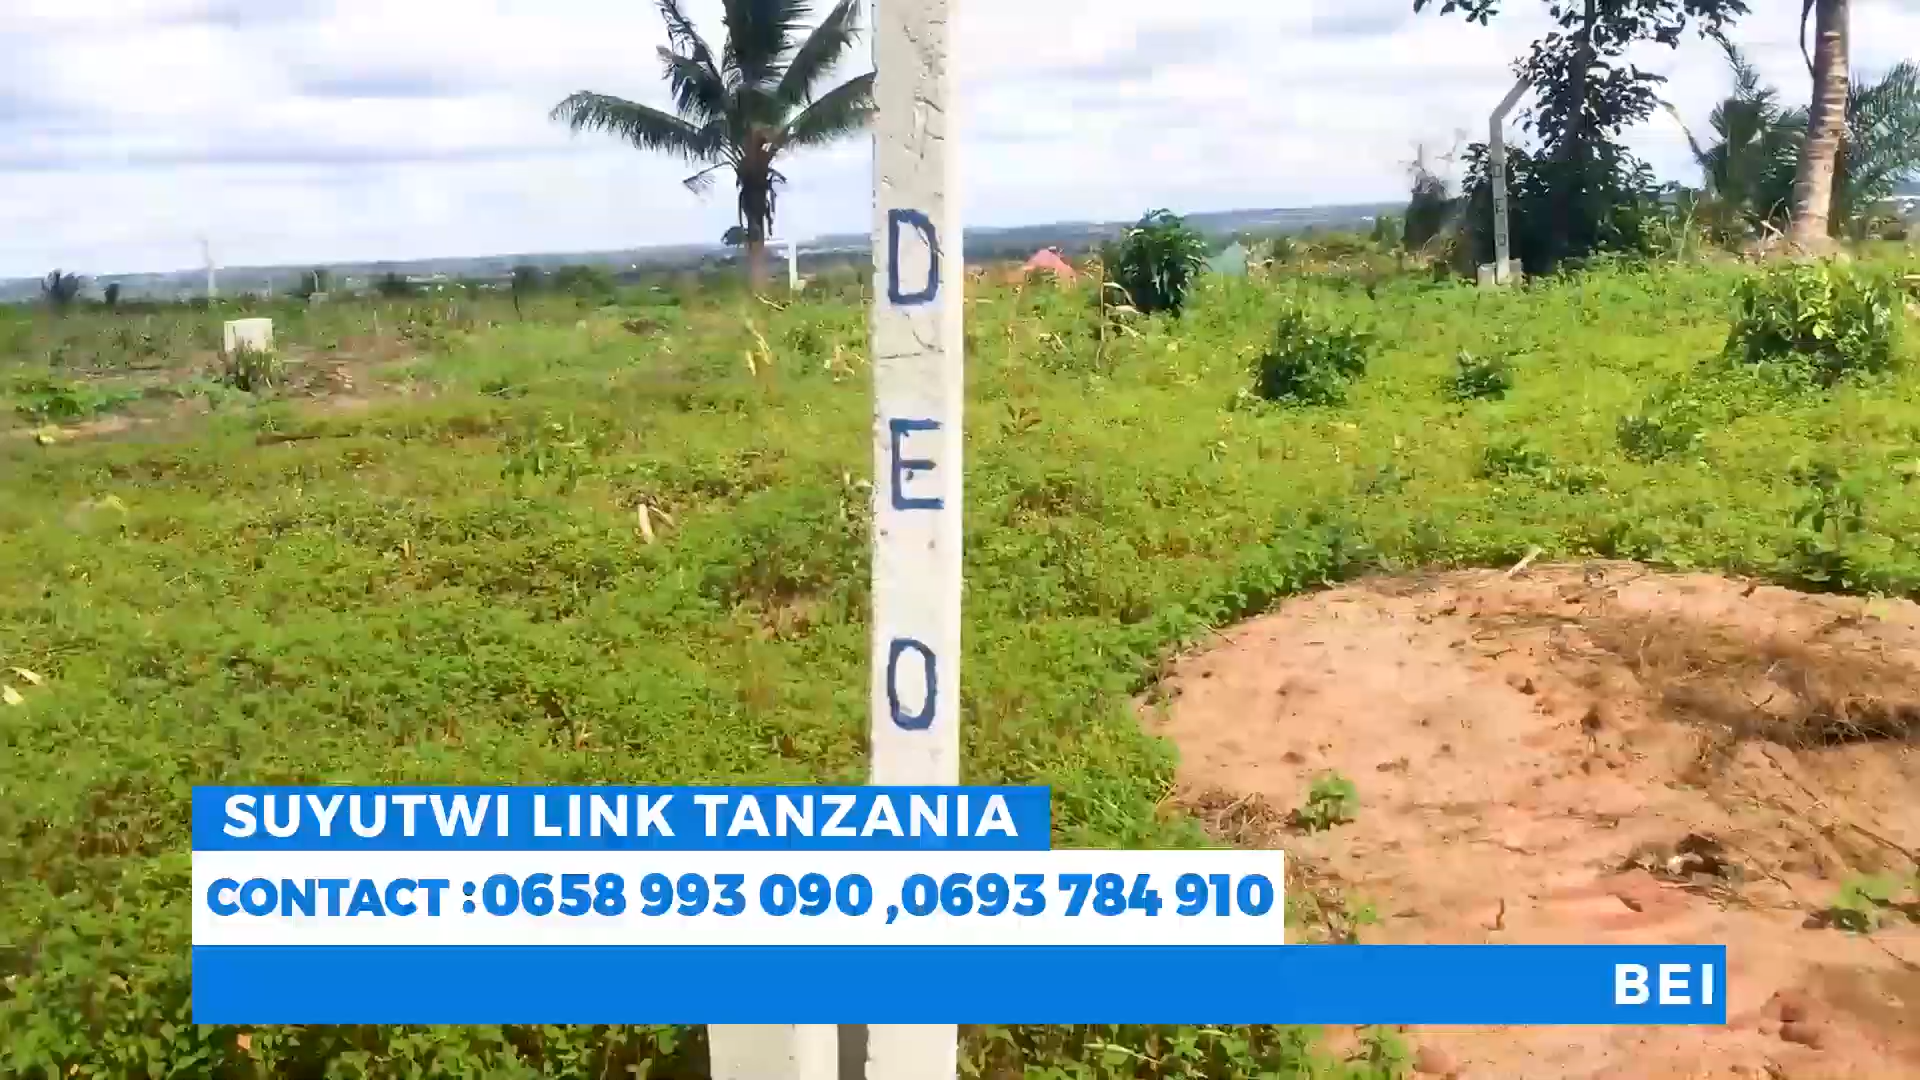 D
E
O
SUYUTWI LINK TANZANIA
CONTACT :0658 993 090 ,0693 784 910
BEI